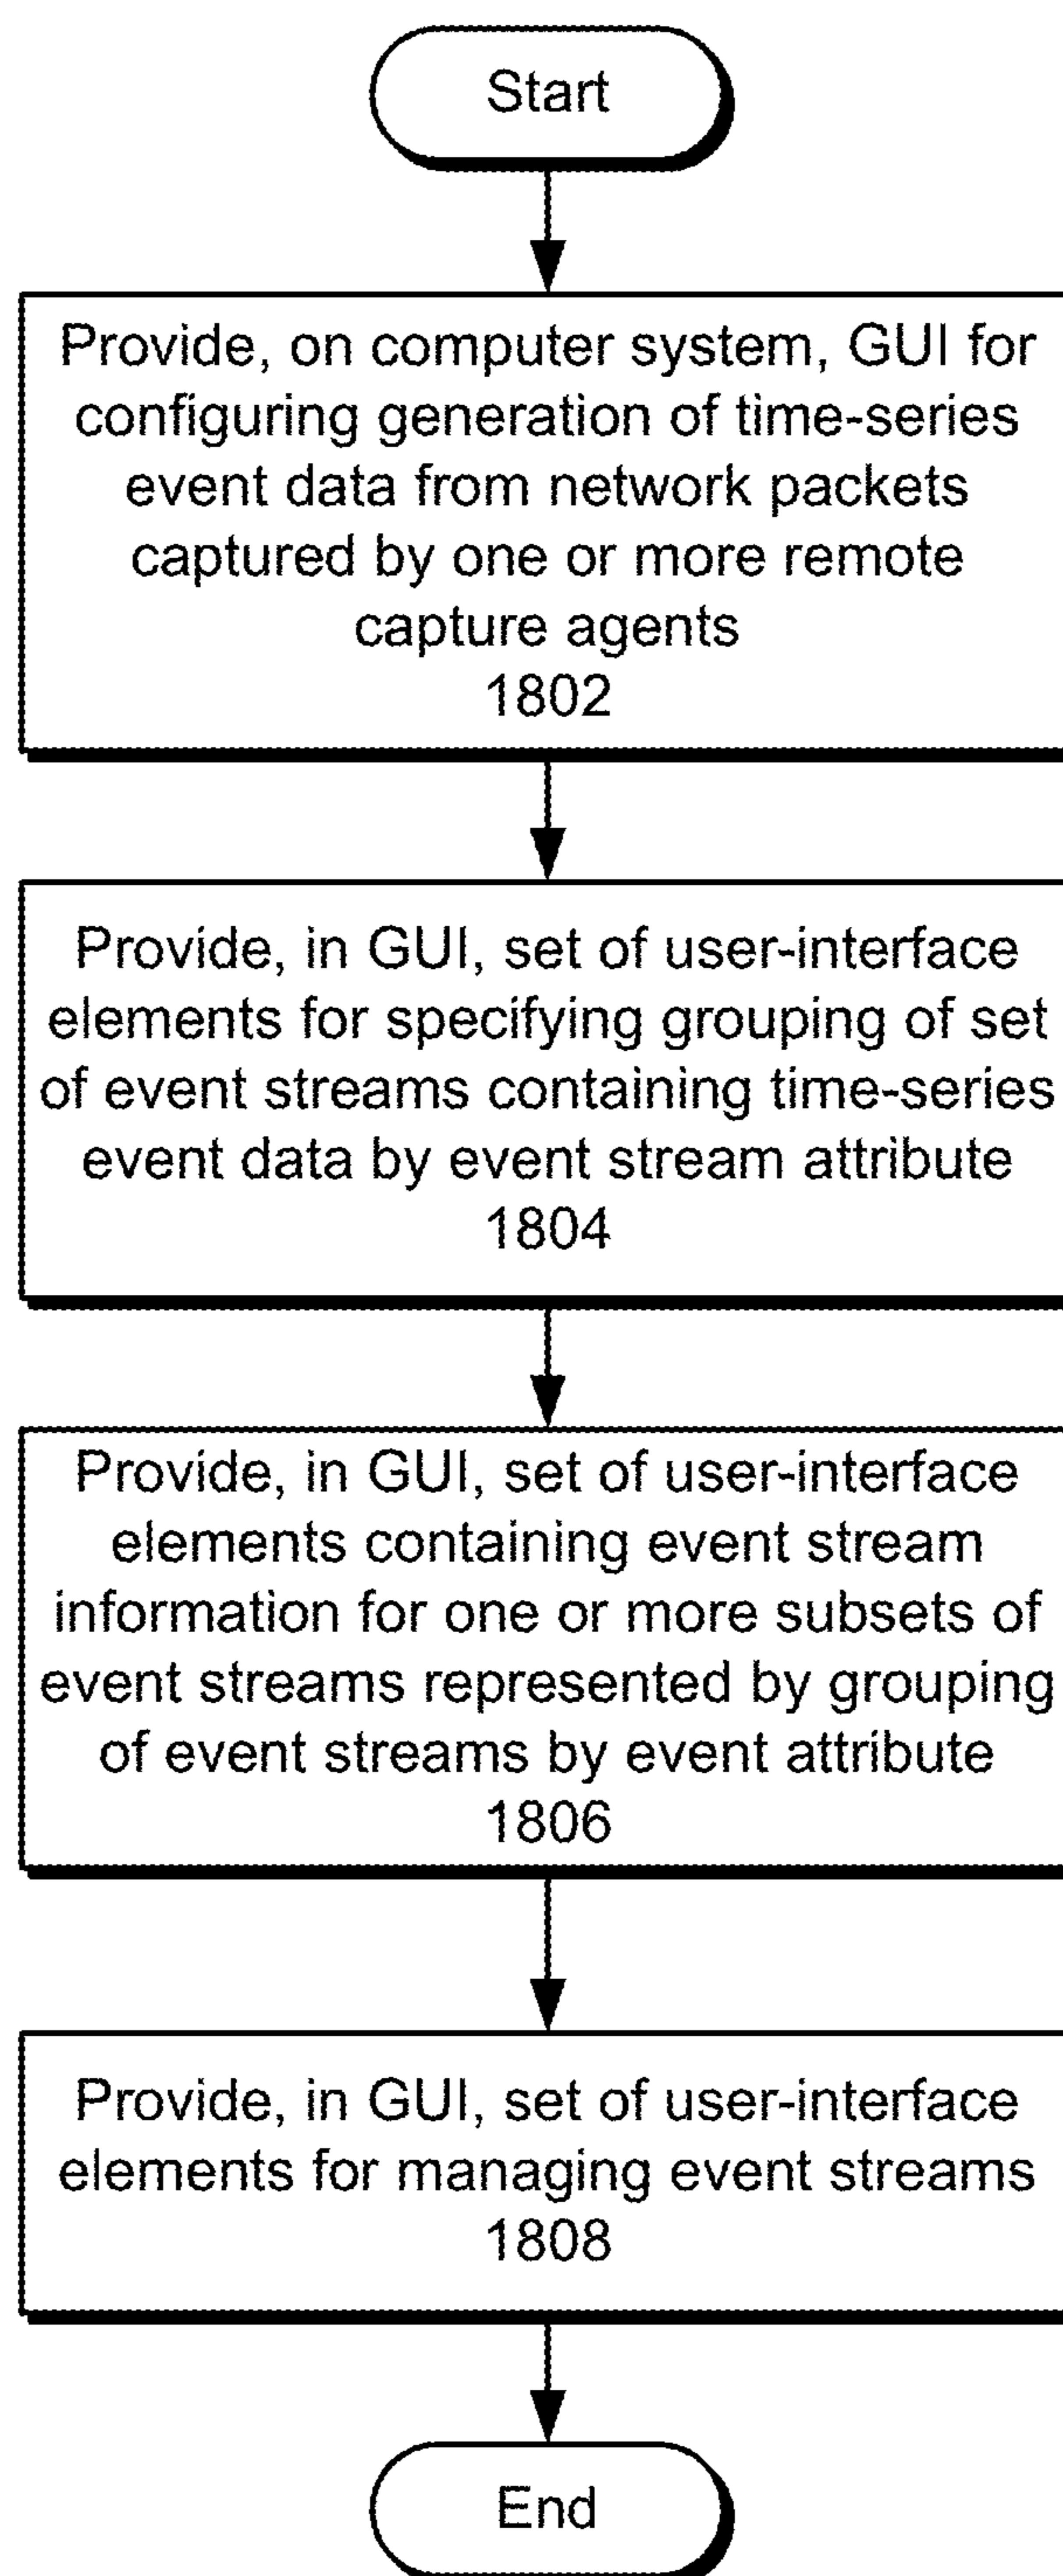 Start
Provide, on computer system, GUI for
configuring generation of time-series
event data from network packets
captured by one or more remote
capture agents
1802
Provide, in GUI, set of user-interface
elements for specifying grouping of set
of event streams containing time-series
event data by event stream attribute
1804
Provide, in GUI, set of user-interface
elements containing event stream
information for one or more subsets of
event streams represented by grouping
of event streams by event attribute
1806
Provide, in GUI, set of user-interface
elements for managing event streams
1808
End